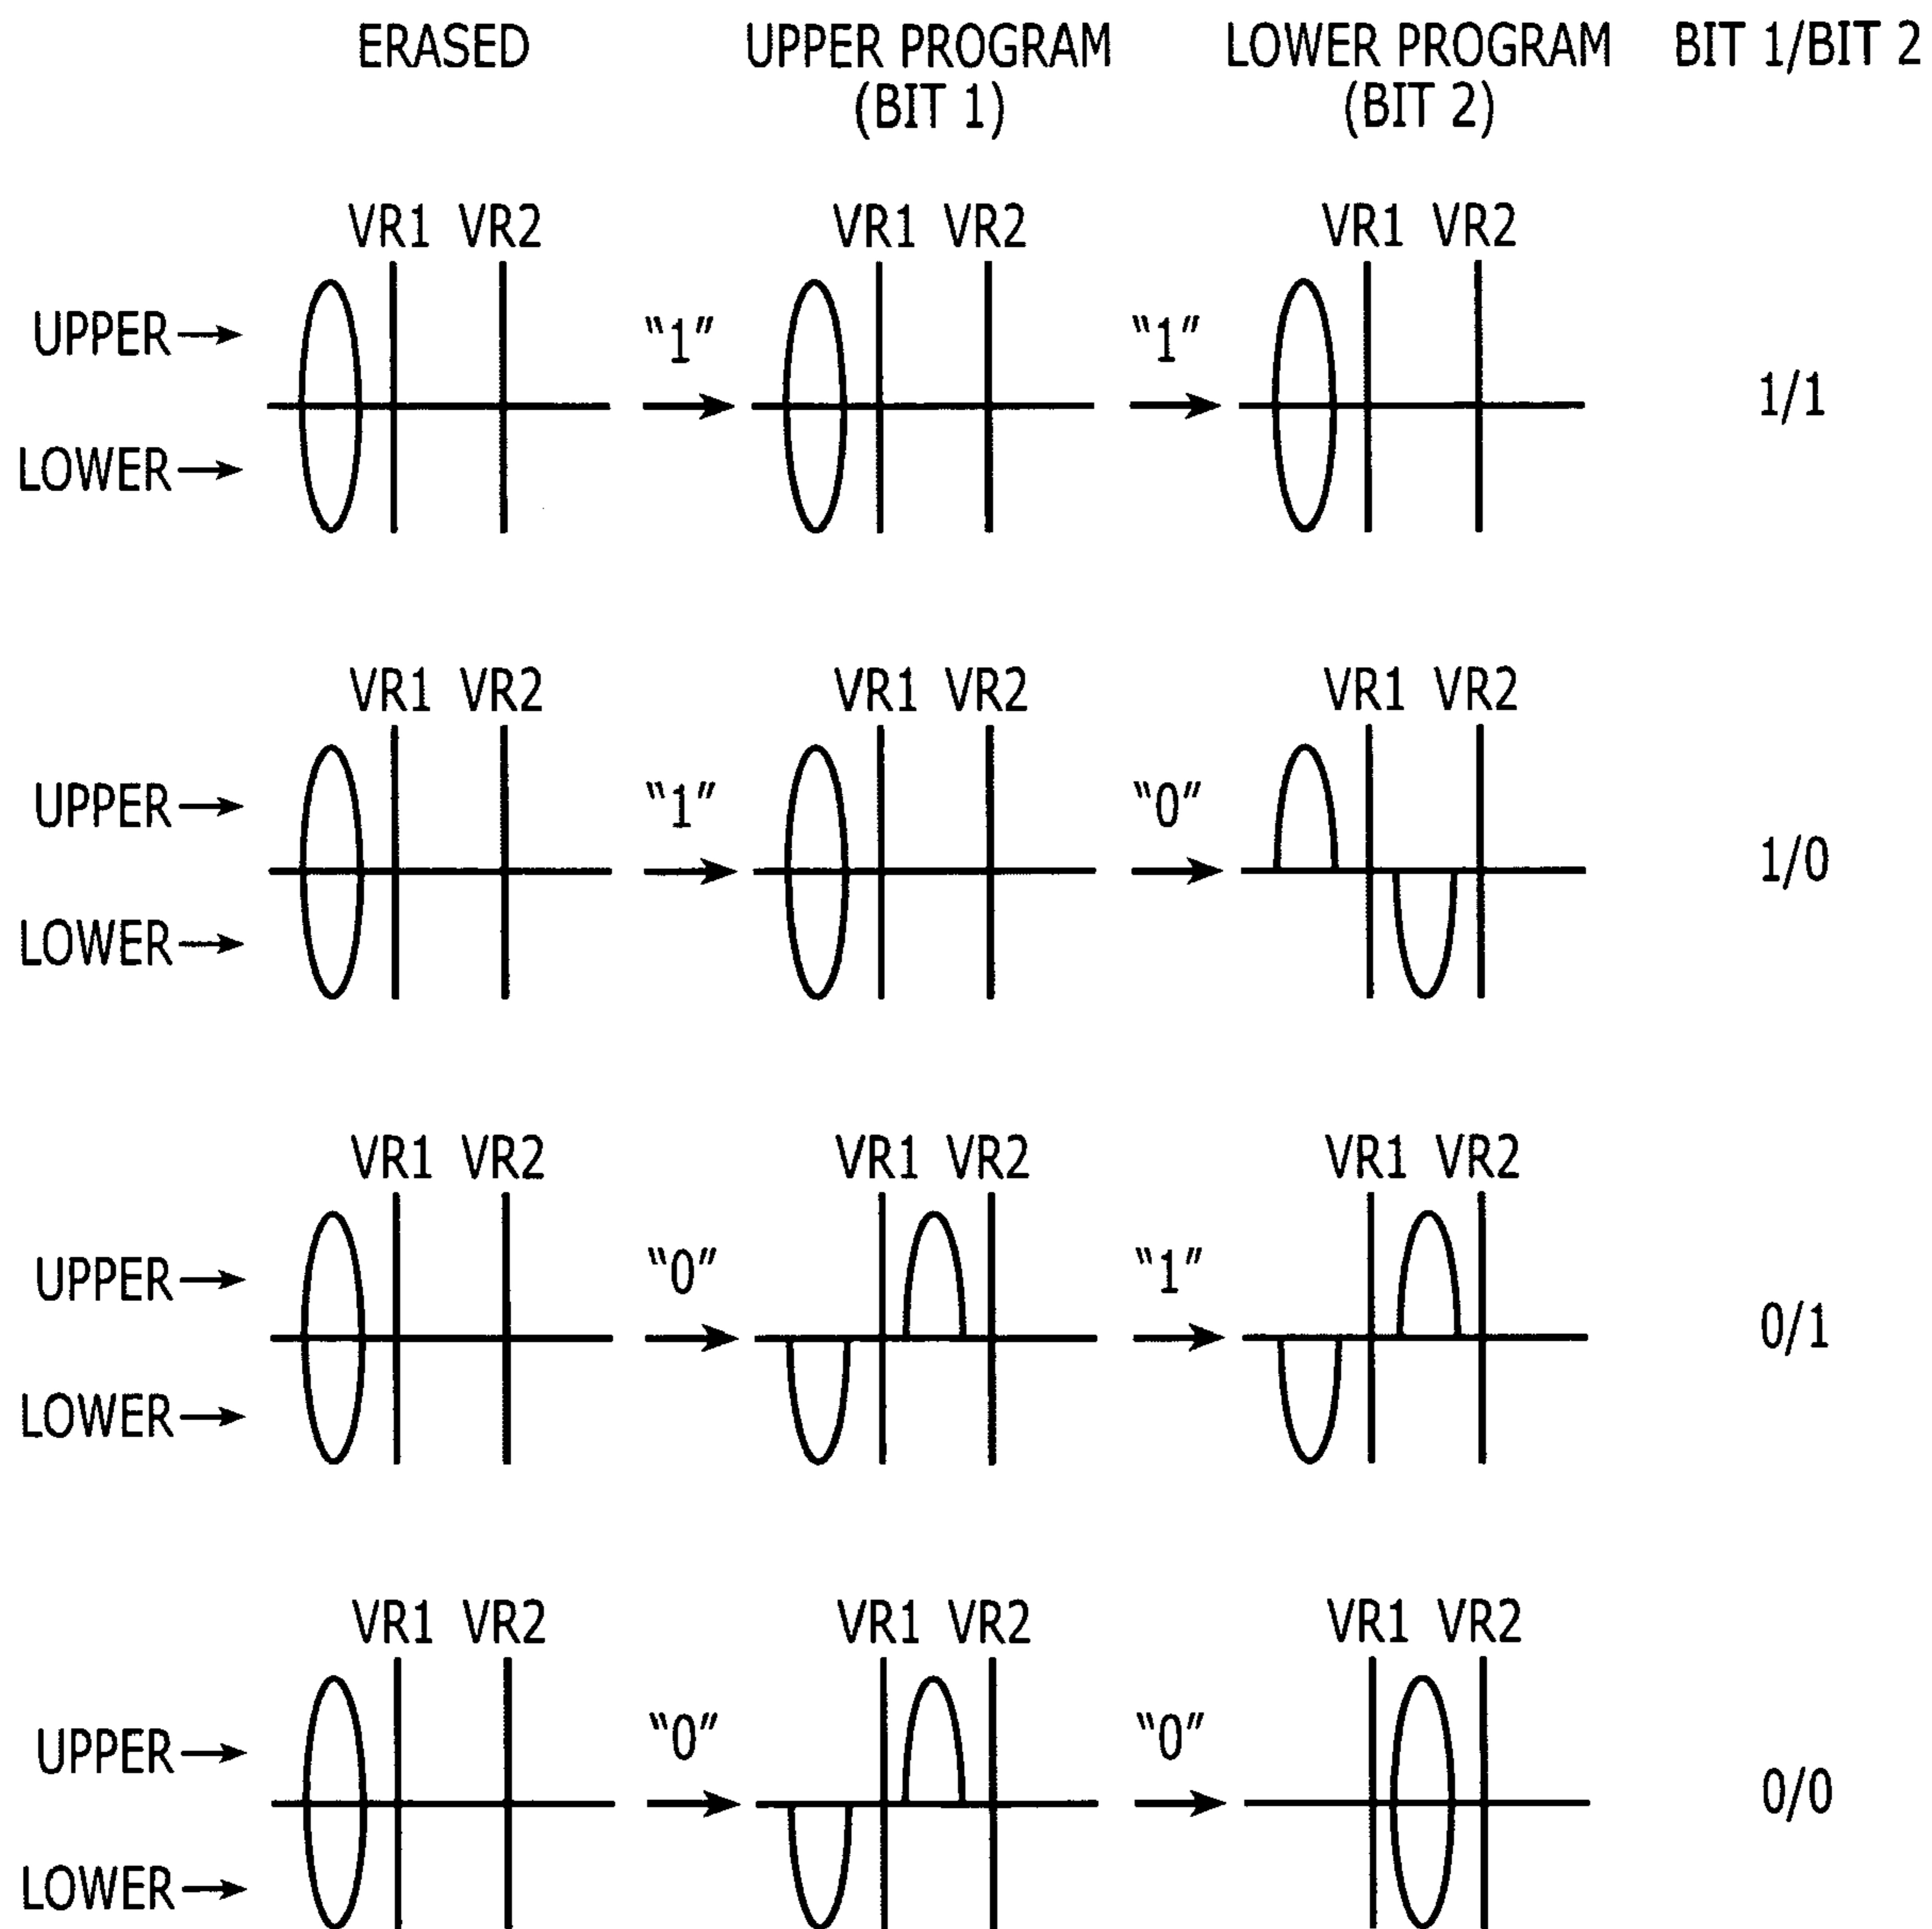 ERASED UPPER PROGRAM LOWER PROGRAM BIT 1/BIT 2
(BIT 1) (BIT 2)
VR1 VR2 VR1 VR2 VR1 VR2
UPPER "1" "1"
1/1
LOWER
VR1 VR2 VR1 VR2 VR1 VR2
UPPER "1" "0"
1/0
LOWER
VR1 VR2 VR1 VR2 VR1 VR2
UPPER "0" "1"
0/1
LOWER
VR1 VR2 VR1 VR2 VR1 VR2
UPPER "0" "0"
0/0
LOWER